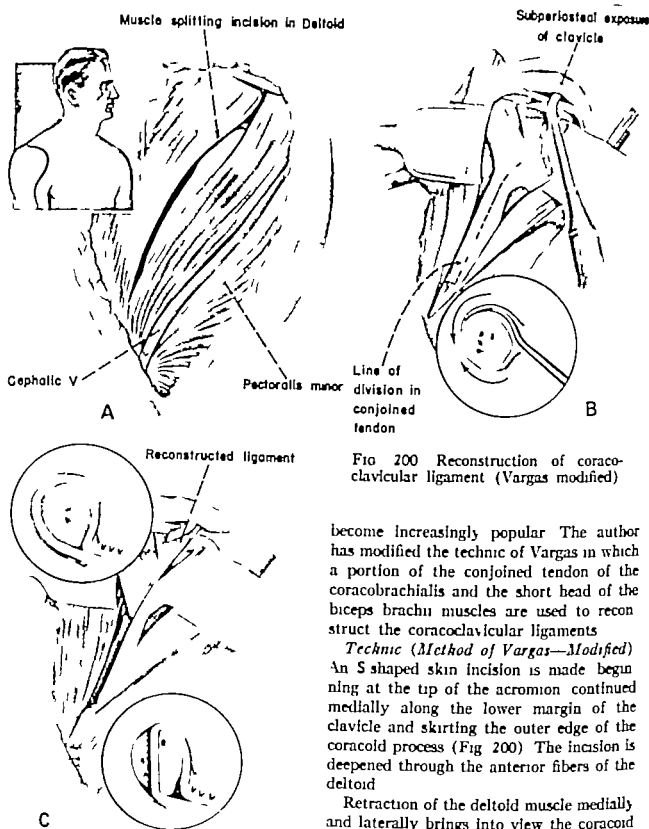 Muscle splitting incision in Deltoid
Cephalic V
Pectoralis minor
A
Subperiosteal exposure
of clavicle
Line of
division in
conjoined
tendon
B
Reconstructed ligament
C
FIG 200 Reconstruction of coraco-
clavicular ligament (Vargas modified)
become increasingly popular The author
has modified the technic of Vargas in which
a portion of the conjoined tendon of the
coracobrachialis and the short head of the
biceps brachii muscles are used to recon
struct the coracoclavicular ligaments
Technic (Method of Vargas—Modified)
An S shaped skin incision is made begin
ning at the tip of the acromion continued
medially along the lower margin of the
clavicle and skirting the outer edge of the
coracoid process (Fig 200) The incision is
deepened through the anterior fibers of the
deltoid
Retraction of the deltoid muscle medially
and laterally brings into view the coracoid